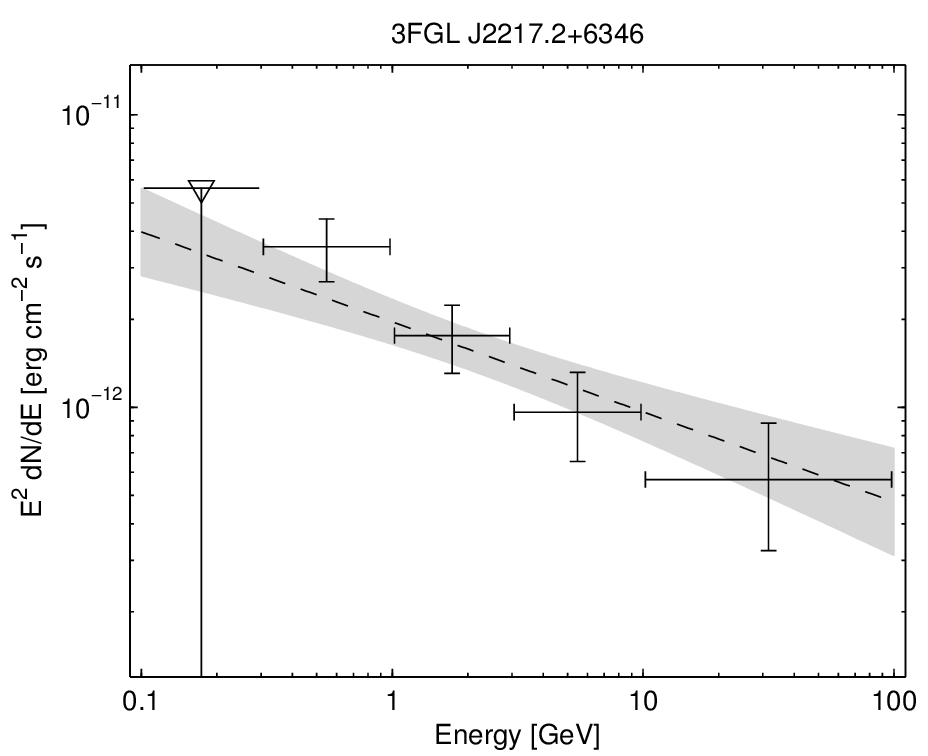 3FGL J2217.2+6346
10⁻¹¹
10⁻¹²
E² dN/dE [erg cm⁻² s⁻¹]
0.1 1 10 100
Energy [GeV]